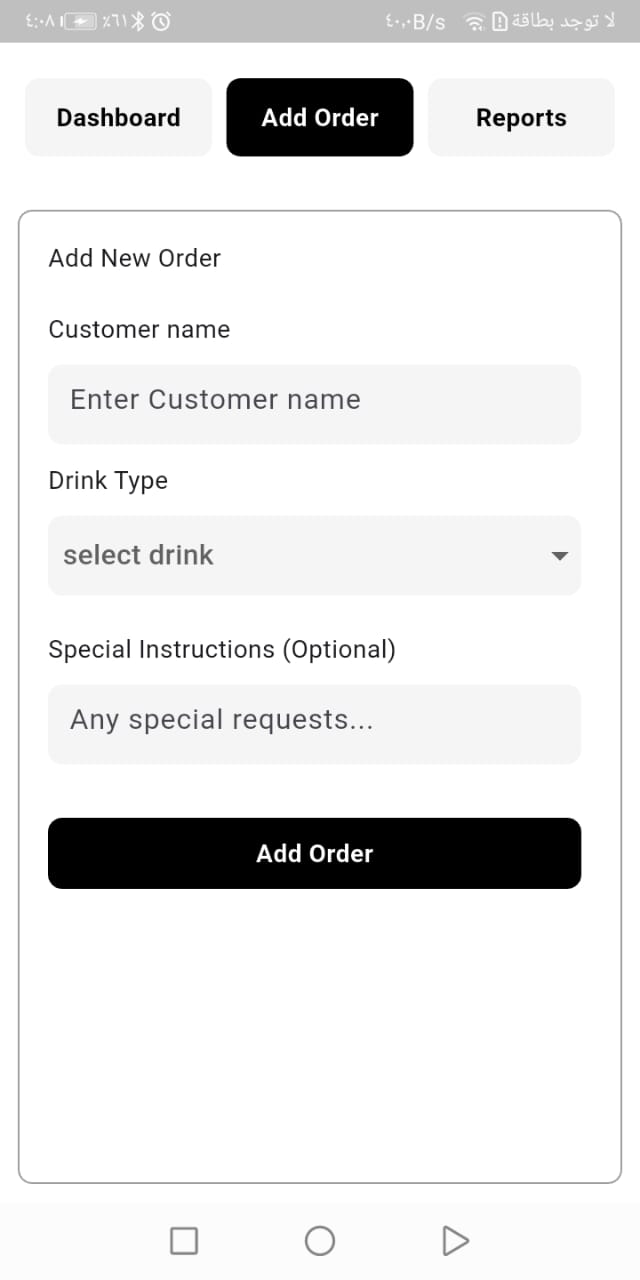 ٤:٠٨ ٪٦١ ٤٠,٠B/s لا توجد بطاقة
Dashboard Add Order Reports
Add New Order
Customer name
Enter Customer name
Drink Type
select drink
Special Instructions (Optional)
Any special requests...
Add Order